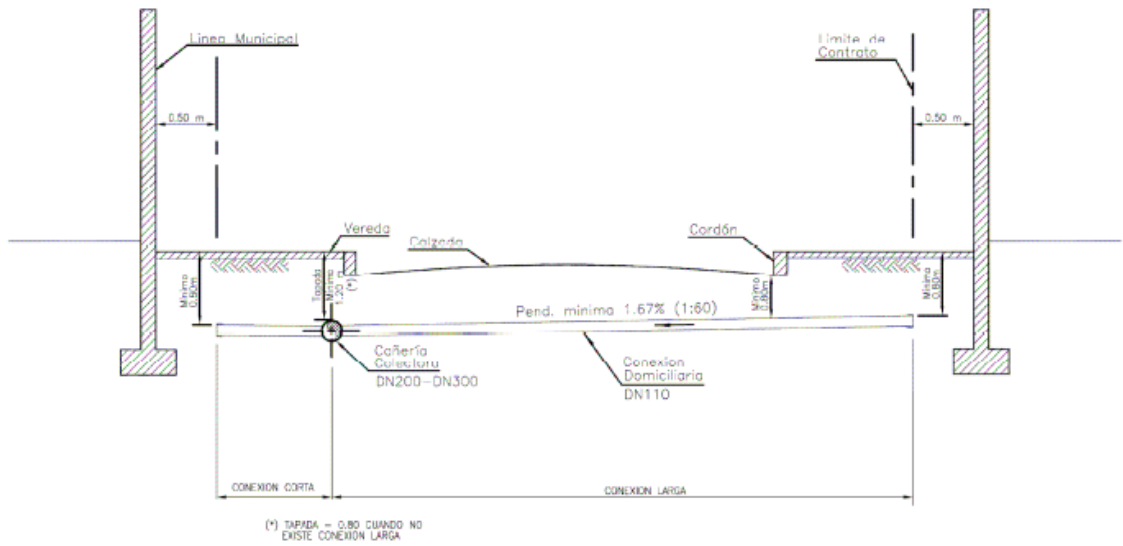 Linea Municipal
Limite de
Contrato
0.50 m
0.50 m
Vereda
Calzada
Cordón
Minimo
0.80m
Tapada
Minimo
1.20 m
(*)
Minimo
0.80m
Minimo
0.80m
Pend. minima 1.67% (1:60)
Cañería
Colectora
DN200-DN300
Conexion
Domiciliaria
DN110
CONEXION CORTA
CONEXION LARGA
(*) TAPADA = 0.80 CUANDO NO
EXISTE CONEXION LARGA